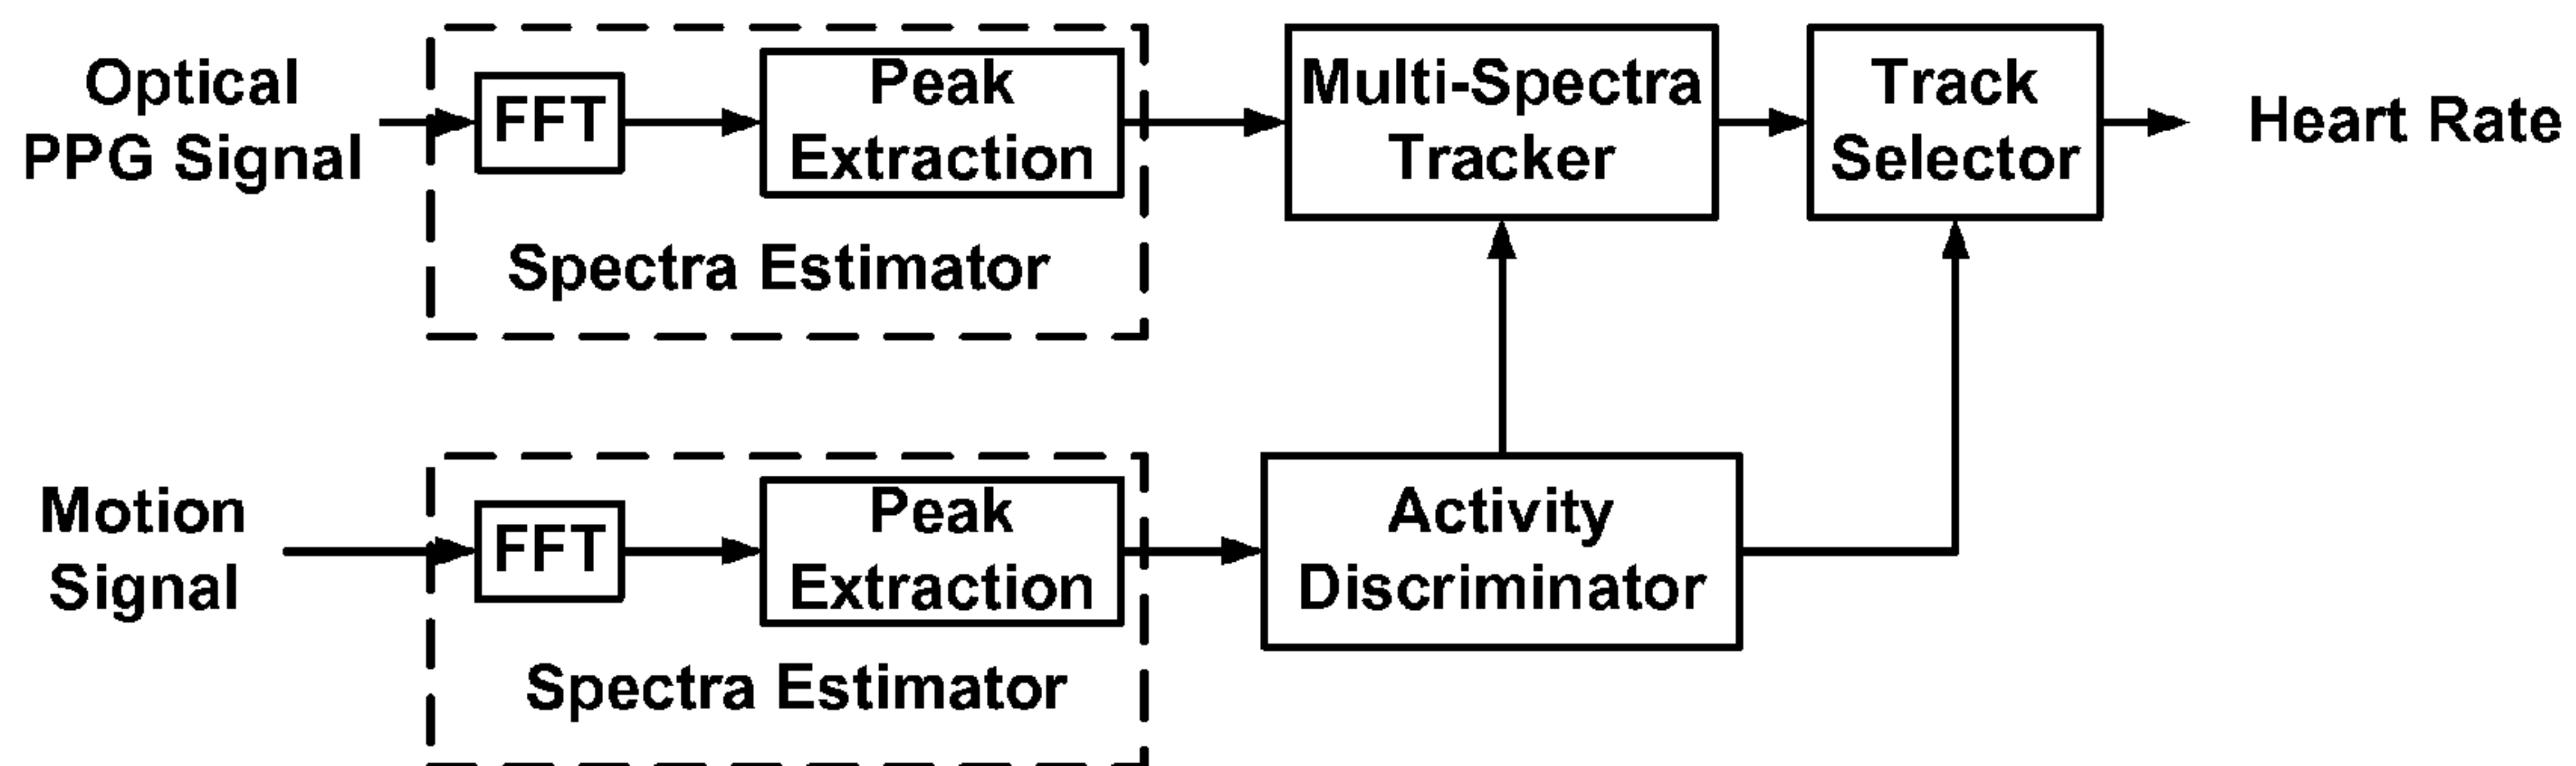 Optical
PPG Signal
FFT
Peak
Extraction
Spectra Estimator
Multi-Spectra
Tracker
Track
Selector
Heart Rate
Motion
Signal
FFT
Peak
Extraction
Spectra Estimator
Activity
Discriminator